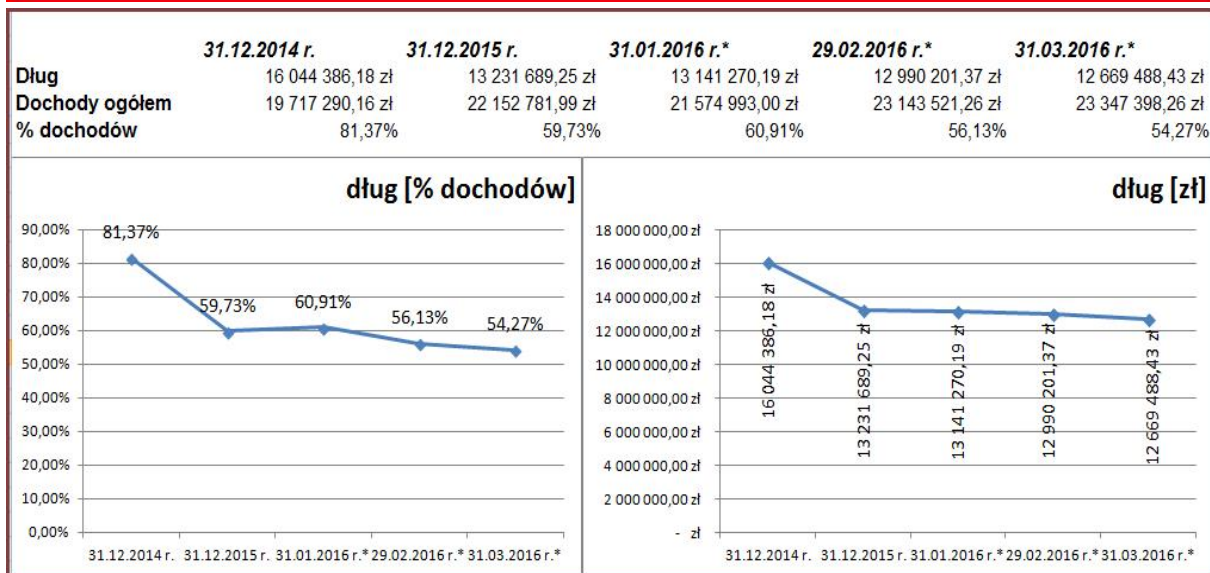 31.12.2014 r. 31.12.2015 r. 31.01.2016 r.* 29.02.2016 r.* 31.03.2016 r.*
Dług 16 044 386,18 zł 13 231 689,25 zł 13 141 270,19 zł 12 990 201,37 zł 12 669 488,43 zł
Dochody ogółem 19 717 290,16 zł 22 152 781,99 zł 21 574 993,00 zł 23 143 521,26 zł 23 347 398,26 zł
% dochodów 81,37% 59,73% 60,91% 56,13% 54,27%
dług [% dochodów]
90,00%
80,00%
70,00%
60,00%
50,00%
40,00%
30,00%
20,00%
10,00%
0,00%
81,37%
59,73%
60,91%
56,13%
54,27%
31.12.2014 r. 31.12.2015 r. 31.01.2016 r.* 29.02.2016 r.* 31.03.2016 r.*
dług [zł]
18 000 000,00 zł
16 000 000,00 zł
14 000 000,00 zł
12 000 000,00 zł
10 000 000,00 zł
8 000 000,00 zł
6 000 000,00 zł
4 000 000,00 zł
2 000 000,00 zł
- zł
16 044 386,18 zł
13 231 689,25 zł
13 141 270,19 zł
12 990 201,37 zł
12 669 488,43 zł
31.12.2014 r. 31.12.2015 r. 31.01.2016 r.* 29.02.2016 r.* 31.03.2016 r.*